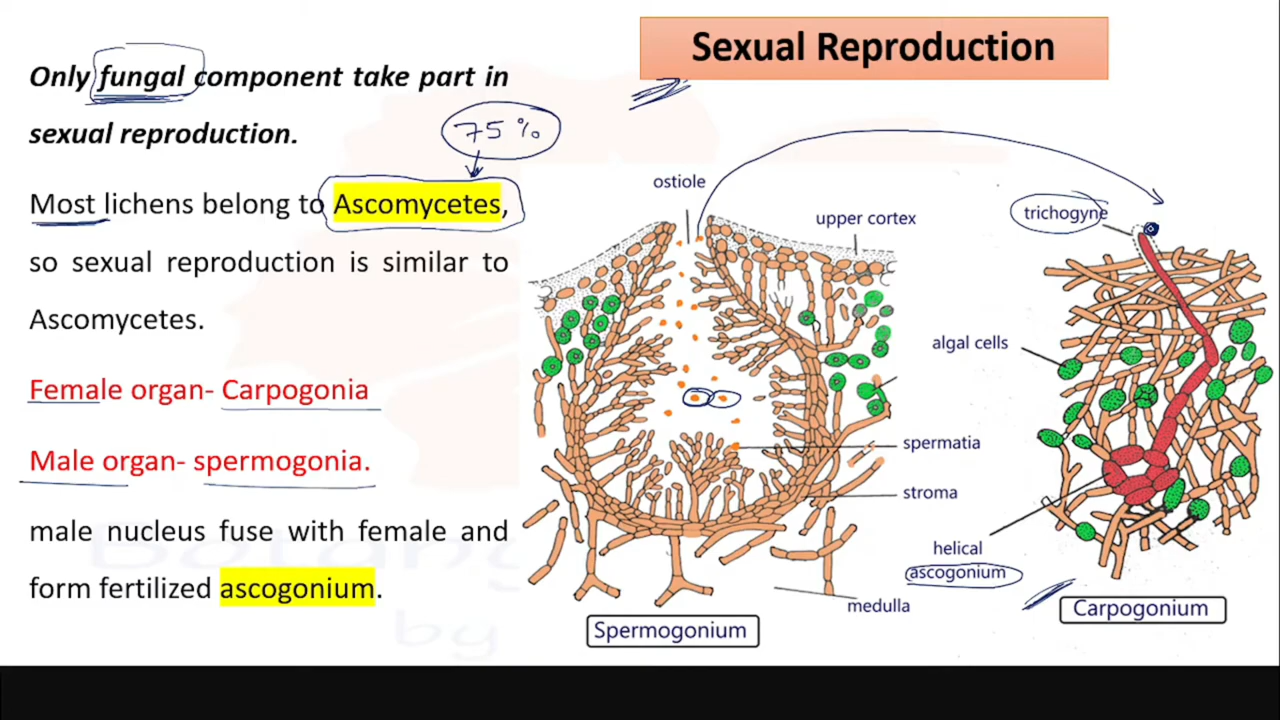 Sexual Reproduction
Only fungal component take part in
sexual reproduction.
75%
Most lichens belong to Ascomycetes,
so sexual reproduction is similar to
Ascomycetes.
Female organ- Carpogonia
Male organ- spermogonia.
male nucleus fuse with female and
form fertilized ascogonium.
ostiole
upper cortex
trichogyne
algal cells
spermatia
stroma
helical
ascogonium
medulla
Spermogonium
Carpogonium
by